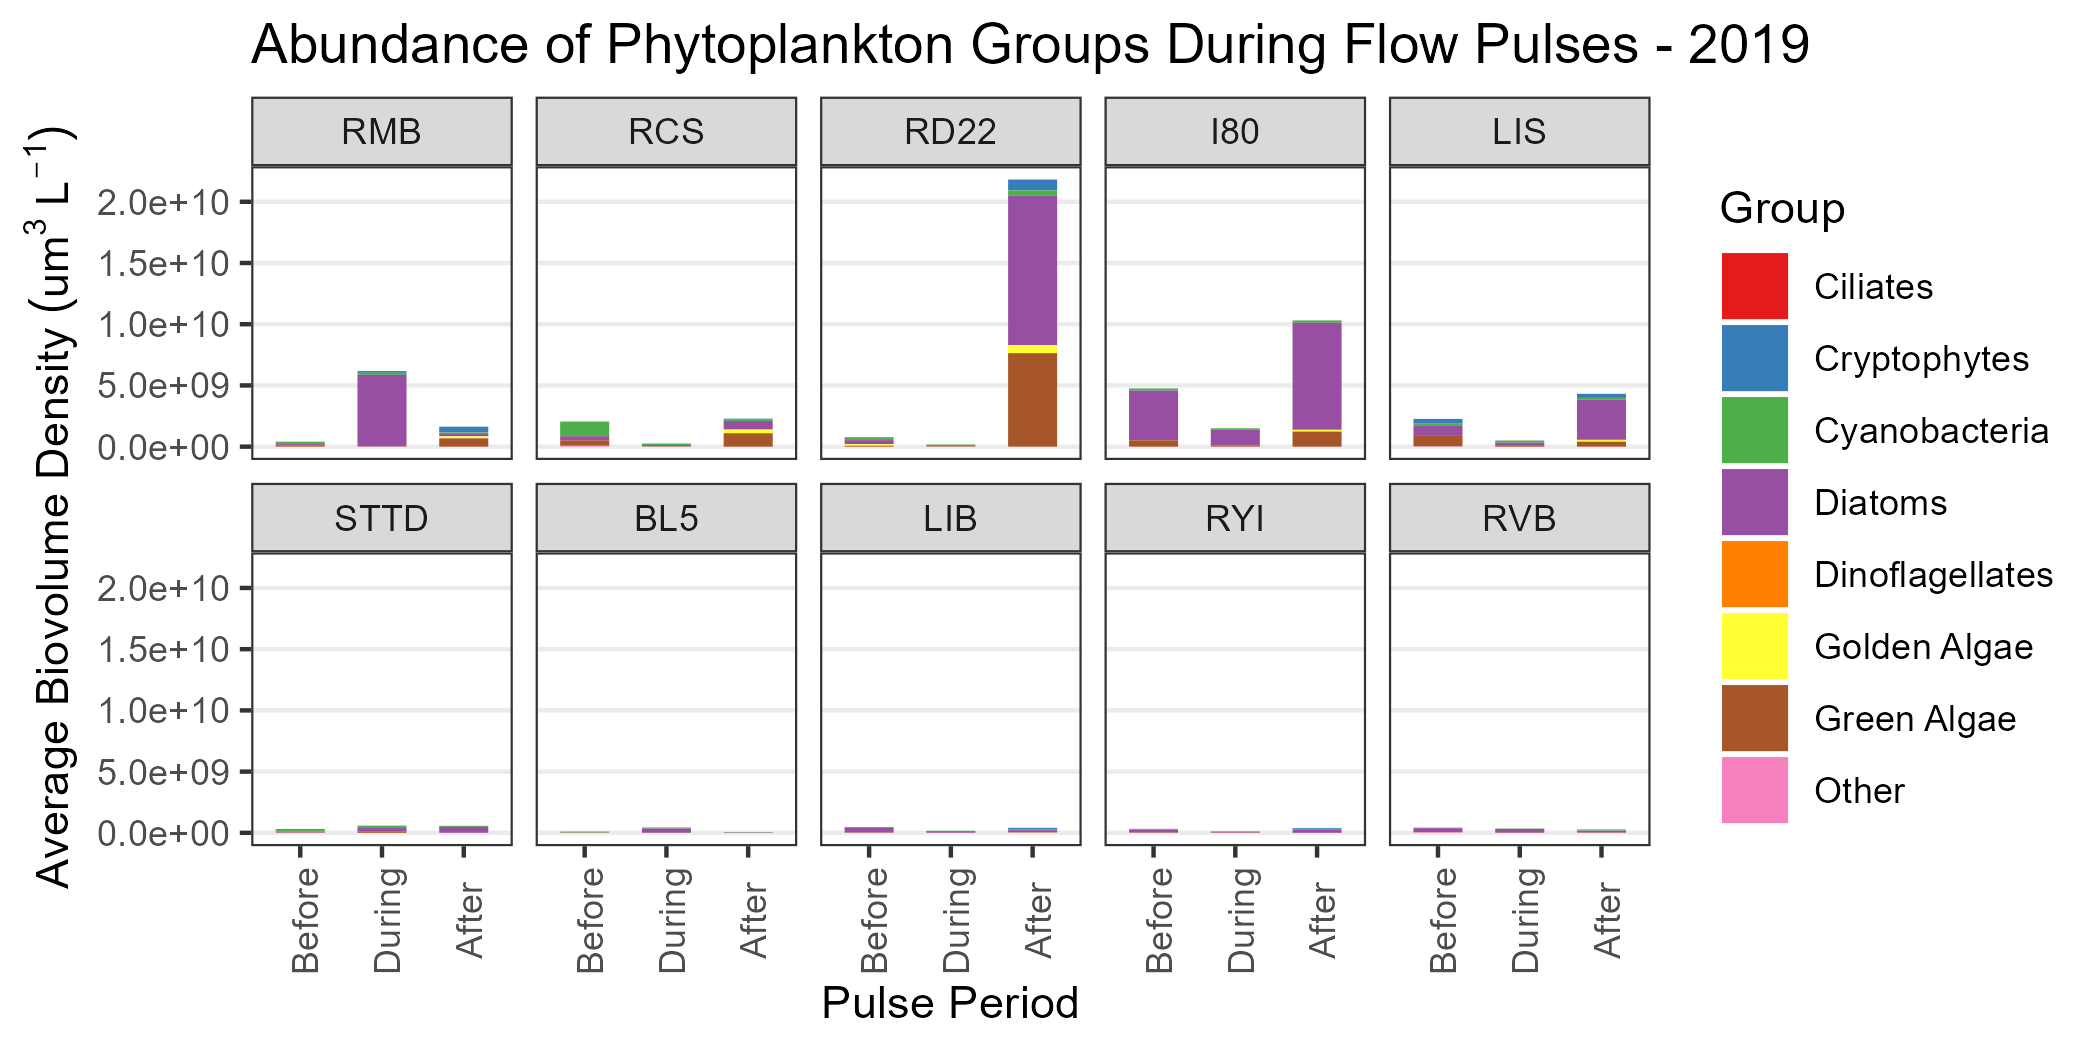 Abundance of Phytoplankton Groups During Flow Pulses - 2019
RMB
RCS
RD22
I80
LIS
2.0e+10
1.5e+10
1.0e+10
5.0e+09
0.0e+00
STTD
BL5
LIB
RYI
RVB
2.0e+10
1.5e+10
1.0e+10
5.0e+09
0.0e+00
Before
During
After
Before
During
After
Before
During
After
Before
During
After
Before
During
After
Pulse Period
Average Biovolume Density (um³ L⁻¹)
Group
Ciliates
Cryptophytes
Cyanobacteria
Diatoms
Dinoflagellates
Golden Algae
Green Algae
Other